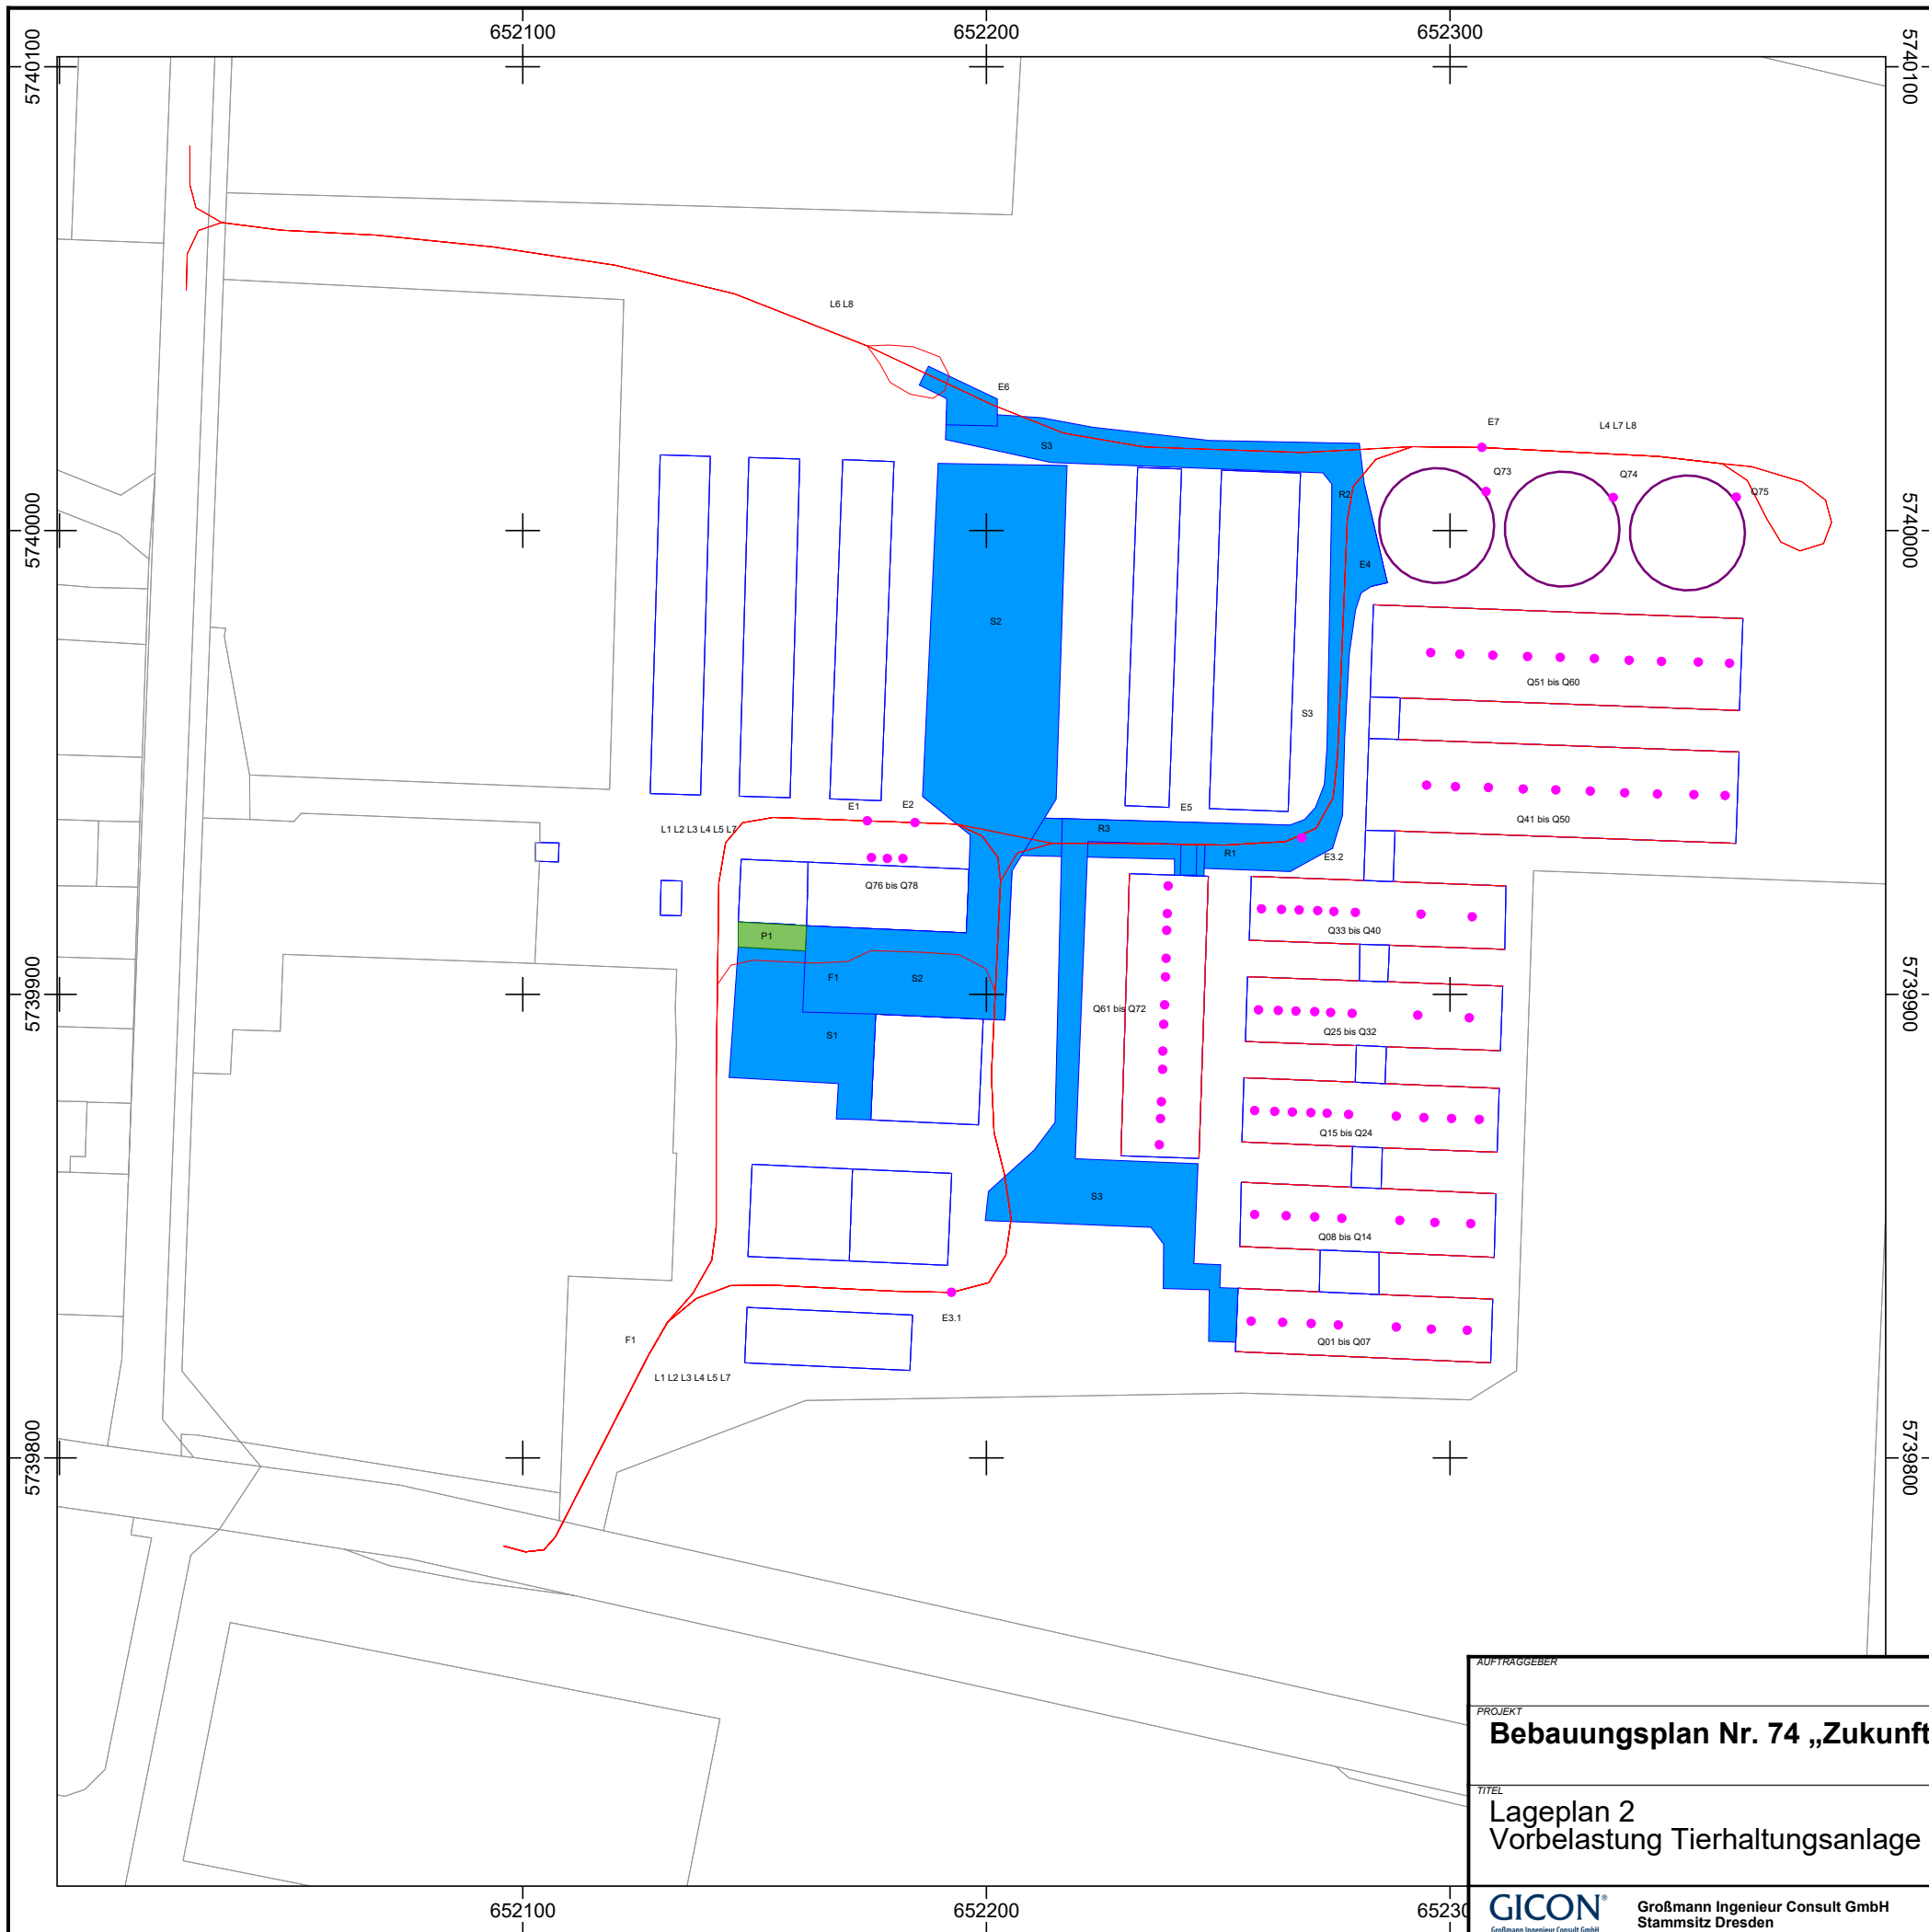 652100 652200 652300
5740100 5740100
L6 L8
E6
E7
L4 L7 L8
S3
Q73
Q74
Q75
R2
5740000 5740000
E4
S2
Q51 bis Q60
S3
E1
E2
E5
Q41 bis Q50
L1 L2 L3 L4 L5 L7
R3
R1
E3.2
Q76 bis Q78
P1
Q33 bis Q40
F1
S2
5739900 5739900
Q61 bis Q72
S1
Q25 bis Q32
Q15 bis Q24
S3
Q08 bis Q14
E3.1
F1
Q01 bis Q07
L1 L2 L3 L4 L5 L7
5739800 5739800
AUFTRAGGEBER
PROJEKT
Bebauungsplan Nr. 74 „Zukunft
TITEL
Lageplan 2
Vorbelastung Tierhaltungsanlage
652100 652200 65230
GICON®
Großmann Ingenieur Consult GmbH
Großmann Ingenieur Consult GmbH
Stammsitz Dresden